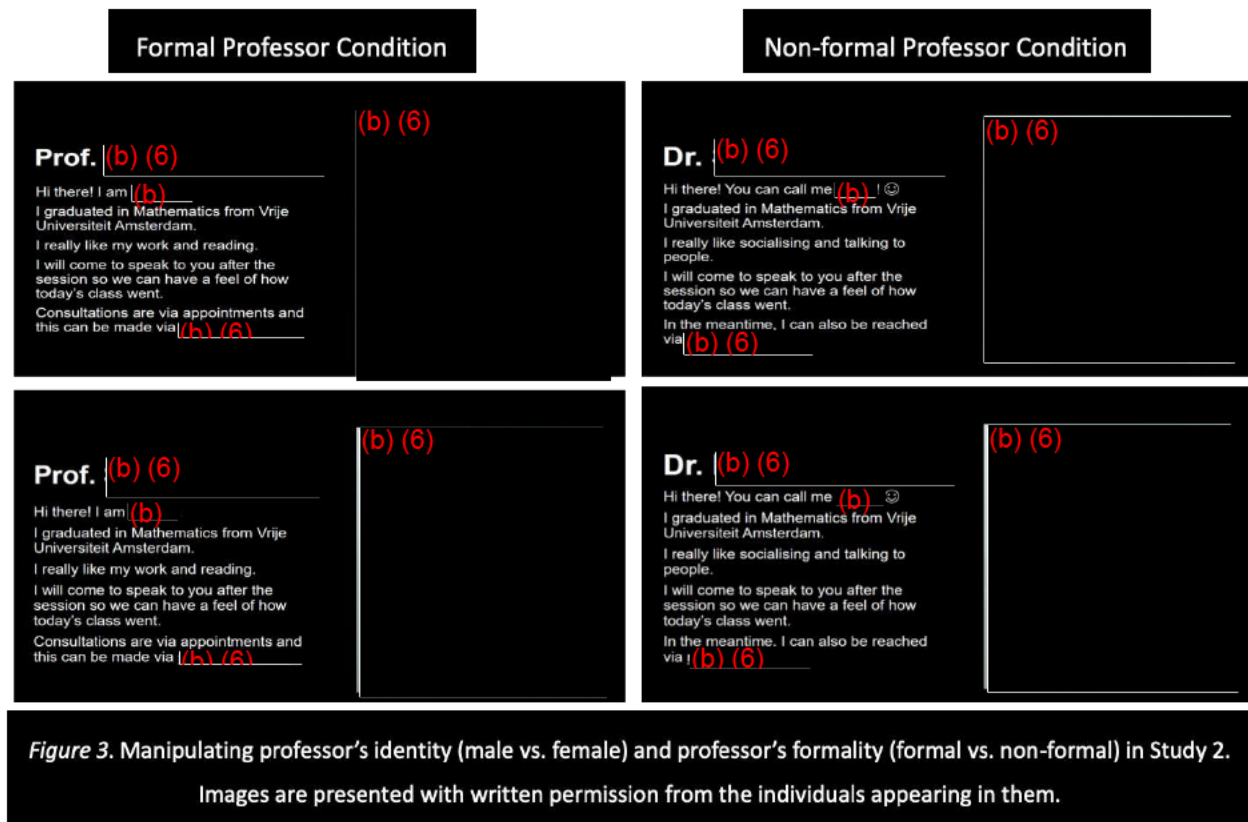 Formal Professor Condition
Non-formal Professor Condition
Prof. (b) (6)
(b) (6)
Hi there! I am (b)
I graduated in Mathematics from Vrije
Universiteit Amsterdam.
I really like my work and reading.
I will come to speak to you after the
session so we can have a feel of how
today's class went.
Consultations are via appointments and
this can be made via (b) (6)
Dr. (b) (6)
(b) (6)
Hi there! You can call me (b) ! ☺
I graduated in Mathematics from Vrije
Universiteit Amsterdam.
I really like socialising and talking to
people.
I will come to speak to you after the
session so we can have a feel of how
today's class went.
In the meantime, I can also be reached
via (b) (6)
Prof. (b) (6)
(b) (6)
Hi there! I am (b)
I graduated in Mathematics from Vrije
Universiteit Amsterdam.
I really like my work and reading.
I will come to speak to you after the
session so we can have a feel of how
today's class went.
Consultations are via appointments and
this can be made via (b) (6)
Dr. (b) (6)
(b) (6)
Hi there! You can call me (b) ☺
I graduated in Mathematics from Vrije
Universiteit Amsterdam.
I really like socialising and talking to
people.
I will come to speak to you after the
session so we can have a feel of how
today's class went.
In the meantime. I can also be reached
via (b) (6)
Figure 3. Manipulating professor's identity (male vs. female) and professor's formality (formal vs. non-formal) in Study 2.
Images are presented with written permission from the individuals appearing in them.